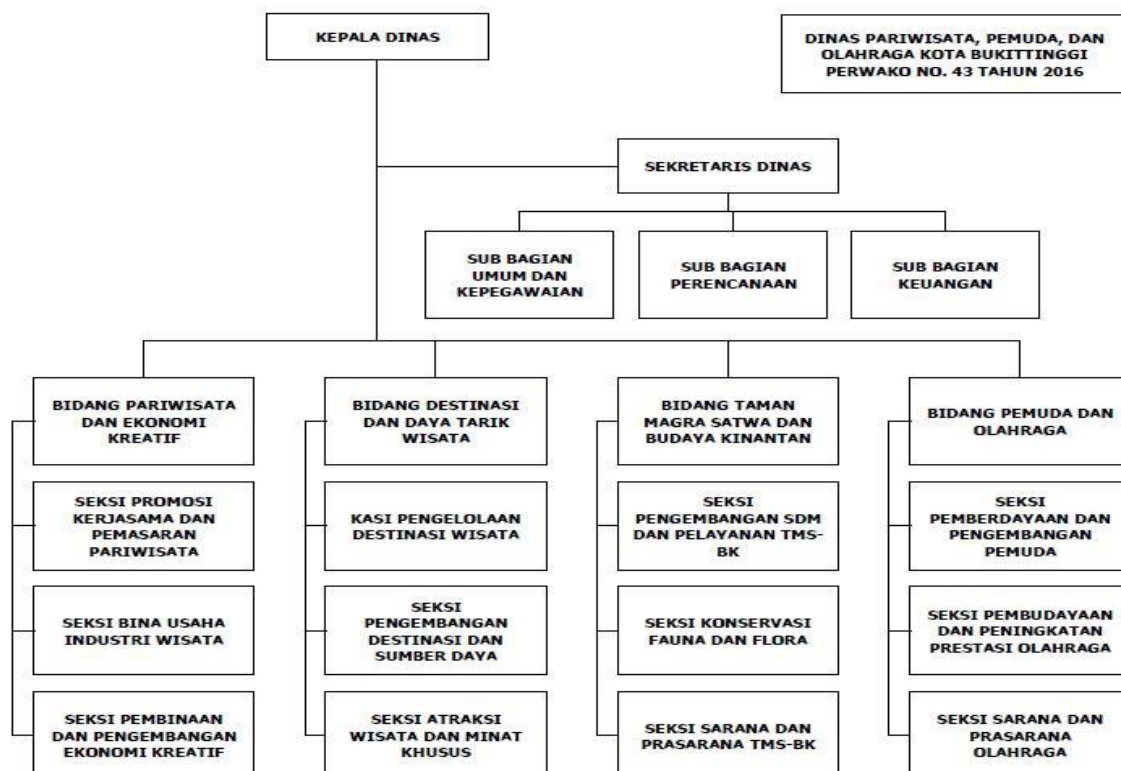 KEPALA DINAS
DINAS PARIWISATA, PEMUDA, DAN
OLAHRAGA KOTA BUKITTINGGI
PERWAKO NO. 43 TAHUN 2016
SEKRETARIS DINAS
SUB BAGIAN
UMUM DAN
KEPEGAWAIAN
SUB BAGIAN
PERENCANAAN
SUB BAGIAN
KEUANGAN
BIDANG PARIWISATA
DAN EKONOMI
KREATIF
BIDANG DESTINASI
DAN DAYA TARIK
WISATA
BIDANG TAMAN
MAGRA SATWA DAN
BUDAYA KINANTAN
BIDANG PEMUDA DAN
OLAHRAGA
SEKSI PROMOSI
KERJASAMA DAN
PEMASARAN
PARIWISATA
KASI PENGELOLAAN
DESTINASI WISATA
SEKSI
PENGEMBANGAN SDM
DAN PELAYANAN TMS-
BK
SEKSI
PEMBERDAYAAN DAN
PENGEMBANGAN
PEMUDA
SEKSI BINA USAHA
INDUSTRI WISATA
SEKSI
PENGEMBANGAN
DESTINASI DAN
SUMBER DAYA
SEKSI KONSERVASI
FAUNA DAN FLORA
SEKSI PEMBUDAYAAN
DAN PENINGKATAN
PRESTASI OLAHRAGA
SEKSI PEMBINAAN
DAN PENGEMBANGAN
EKONOMI KREATIF
SEKSI ATRAKSI
WISATA DAN MINAT
KHUSUS
SEKSI SARANA DAN
PRASARANA TMS-BK
SEKSI SARANA DAN
PRASARANA
OLAHRAGA